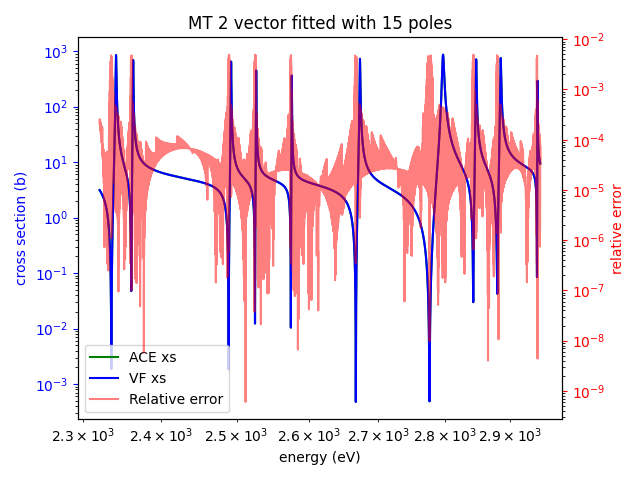 MT 2 vector fitted with 15 poles
10³
10²
10¹
10⁰
10⁻¹
10⁻²
10⁻³
cross section (b)
10⁻²
10⁻³
10⁻⁴
10⁻⁵
10⁻⁶
10⁻⁷
10⁻⁸
10⁻⁹
relative error
ACE xs
VF xs
Relative error
2.3 × 10³ 2.4 × 10³ 2.5 × 10³ 2.6 × 10³ 2.7 × 10³ 2.8 × 10³ 2.9 × 10³
energy (eV)